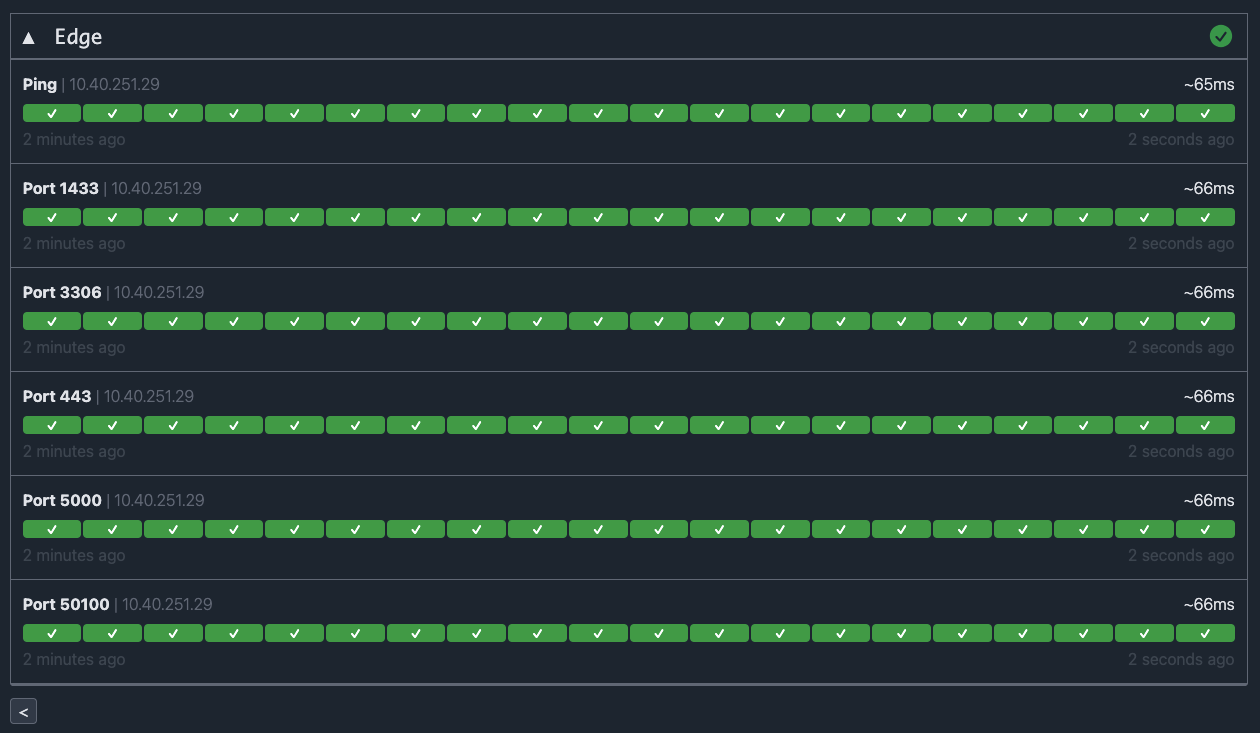 ▲ Edge
Ping | 10.40.251.29 ~65ms
✓ ✓ ✓ ✓ ✓ ✓ ✓ ✓ ✓ ✓ ✓ ✓ ✓ ✓ ✓ ✓ ✓ ✓ ✓ ✓
2 minutes ago 2 seconds ago
Port 1433 | 10.40.251.29 ~66ms
✓ ✓ ✓ ✓ ✓ ✓ ✓ ✓ ✓ ✓ ✓ ✓ ✓ ✓ ✓ ✓ ✓ ✓ ✓ ✓
2 minutes ago 2 seconds ago
Port 3306 | 10.40.251.29 ~66ms
✓ ✓ ✓ ✓ ✓ ✓ ✓ ✓ ✓ ✓ ✓ ✓ ✓ ✓ ✓ ✓ ✓ ✓ ✓ ✓
2 minutes ago 2 seconds ago
Port 443 | 10.40.251.29 ~66ms
✓ ✓ ✓ ✓ ✓ ✓ ✓ ✓ ✓ ✓ ✓ ✓ ✓ ✓ ✓ ✓ ✓ ✓ ✓ ✓
2 minutes ago 2 seconds ago
Port 5000 | 10.40.251.29 ~66ms
✓ ✓ ✓ ✓ ✓ ✓ ✓ ✓ ✓ ✓ ✓ ✓ ✓ ✓ ✓ ✓ ✓ ✓ ✓ ✓
2 minutes ago 2 seconds ago
Port 50100 | 10.40.251.29 ~66ms
✓ ✓ ✓ ✓ ✓ ✓ ✓ ✓ ✓ ✓ ✓ ✓ ✓ ✓ ✓ ✓ ✓ ✓ ✓ ✓
2 minutes ago 2 seconds ago
<